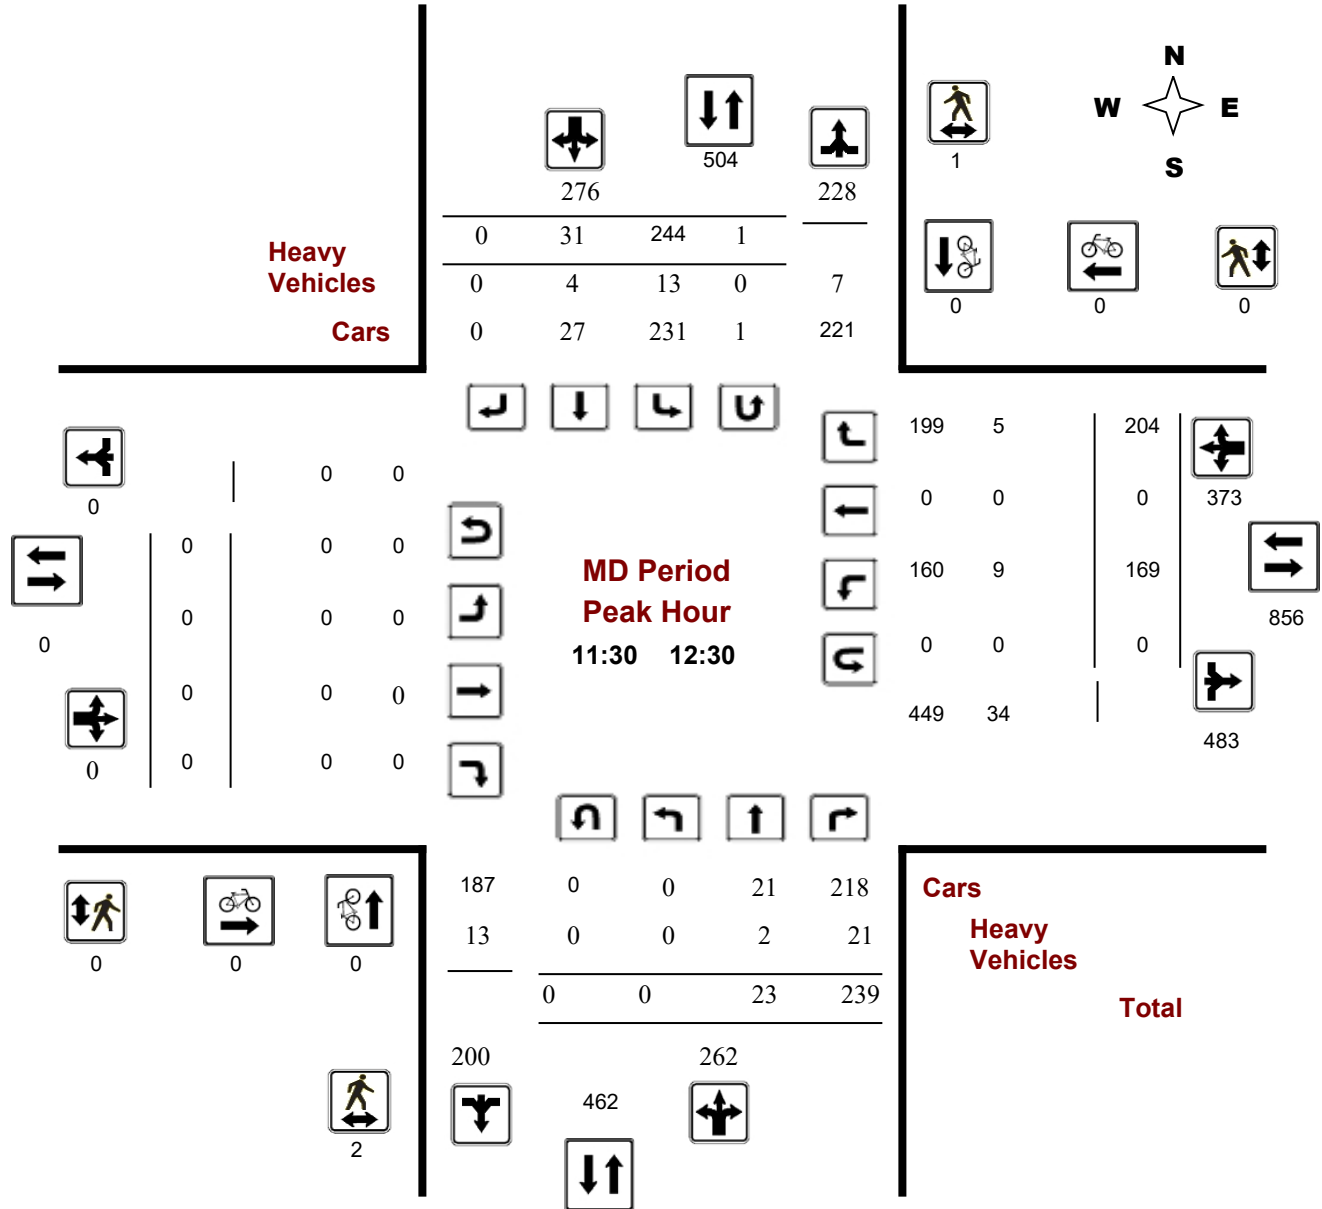 N
W E
S
504
276 228
1
0 31 244 1
Heavy
Vehicles 0 4 13 0 7
0 0 0
Cars 0 27 231 1 221
199 5 204
0 0
0 0 0 373
0
0 0 0
MD Period
Peak Hour
160 9 169
856
0 0 0
0
11:30 12:30
0 0 0
0 0 0
449 34
483
0 0 0 0
187 0 0 21 218 Cars
13 0 0 2 21 Heavy
Vehicles
0 0 0
0 0 23 239 Total
200 262
462
2